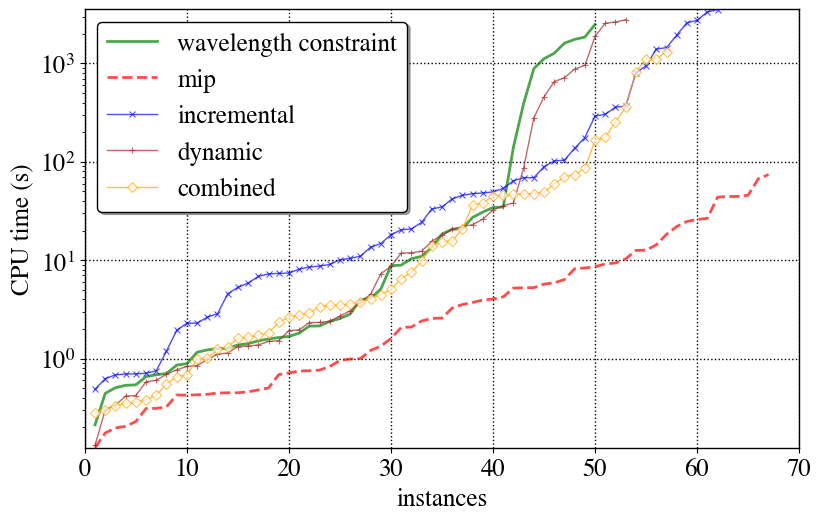 wavelength constraint
mip
incremental
dynamic
combined
CPU time (s)
10³
10²
10¹
10⁰
0 10 20 30 40 50 60 70
instances